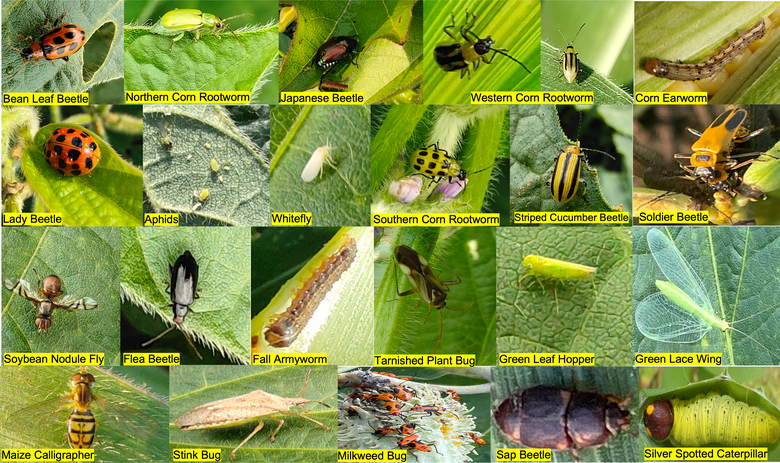 Bean Leaf Beetle
Northern Corn Rootworm
Japanese Beetle
Western Corn Rootworm
Corn Earworm
Lady Beetle
Aphids
Whitefly
Southern Corn Rootworm
Striped Cucumber Beetle
Soldier Beetle
Soybean Nodule Fly
Flea Beetle
Fall Armyworm
Tarnished Plant Bug
Green Leaf Hopper
Green Lace Wing
Maize Calligrapher
Stink Bug
Milkweed Bug
Sap Beetle
Silver Spotted Caterpillar